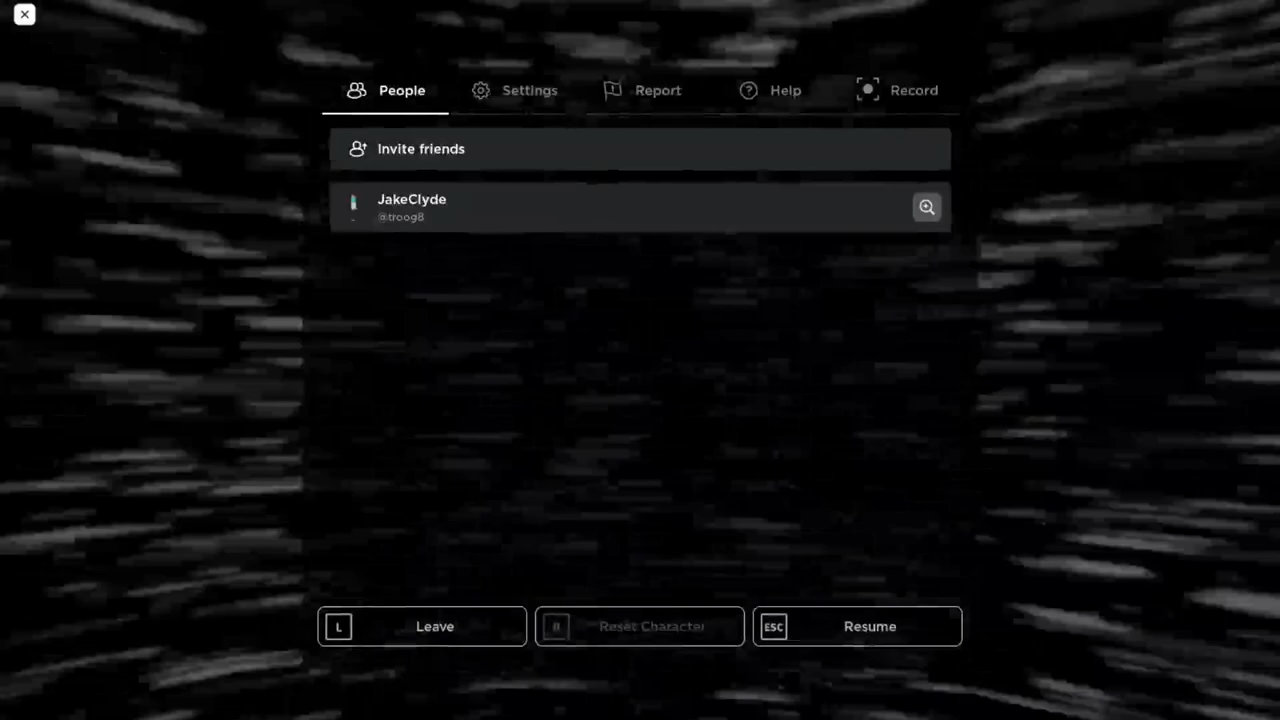 People
Settings
Report
Help
Record
Invite friends
JakeClyde
@troog8
L
Leave
Reset Character
ESC
Resume